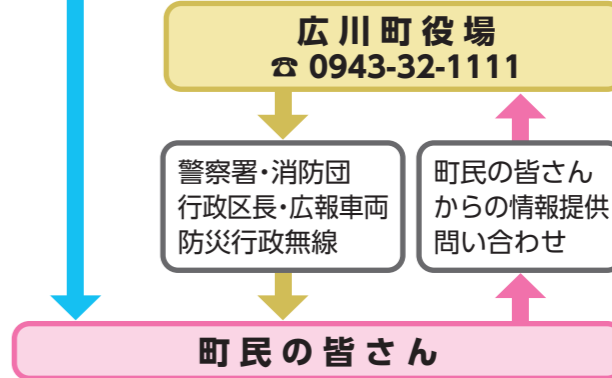 広川町役場
☎ 0943-32-1111
警察署・消防団
行政区長・広報車両
防災行政無線
町民の皆さん
からの情報提供
問い合わせ
町民の皆さん